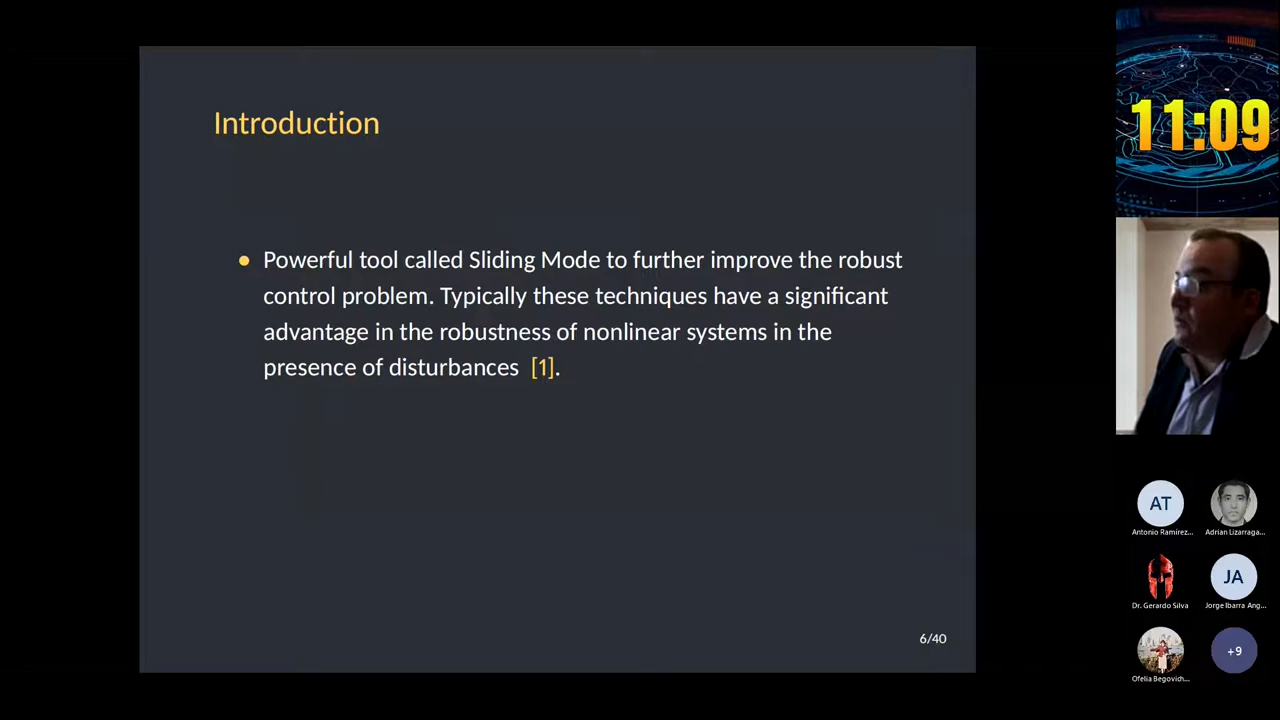 Introduction
● Powerful tool called Sliding Mode to further improve the robust
control problem. Typically these techniques have a significant
advantage in the robustness of nonlinear systems in the
presence of disturbances [1].
6/40
11:09
AT
Antonio Ramirez...
Adrian Lizarraga...
Dr. Gerardo Silva
JA
Jorge Ibarra Ang...
Ofelia Begovich...
+9